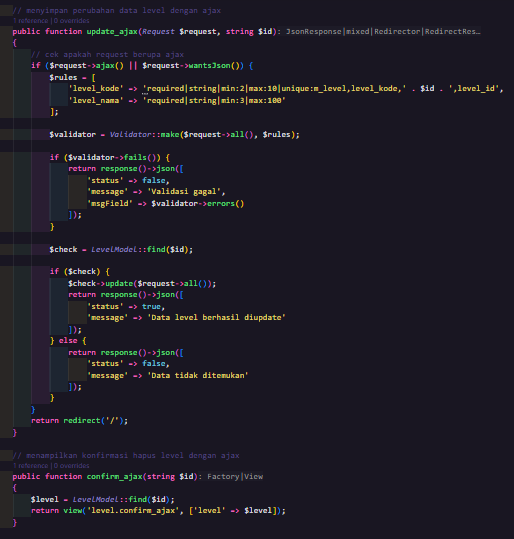 // menyimpan perubahan data level dengan ajax
1 reference | 0 overrides
public function update_ajax(Request $request, string $id): JsonResponse|mixed|Redirector|RedirectRes…
{
// cek apakah request berupa ajax
if ($request->ajax() || $request->wantsJson()) {
$rules = [
'level_kode' => 'required|string|min:2|max:10|unique:m_level,level_kode,' . $id . ',level_id',
'level_nama' => 'required|string|min:3|max:100'
];
$validator = Validator::make($request->all(), $rules);
if ($validator->fails()) {
return response()->json([
'status' => false,
'message' => 'Validasi gagal',
'msgField' => $validator->errors()
]);
}
$check = LevelModel::find($id);
if ($check) {
$check->update($request->all());
return response()->json([
'status' => true,
'message' => 'Data level berhasil diupdate'
]);
} else {
return response()->json([
'status' => false,
'message' => 'Data tidak ditemukan'
]);
}
}
return redirect('/');
}
// menampilkan konfirmasi hapus level dengan ajax
1 reference | 0 overrides
public function confirm_ajax(string $id): Factory|View
{
$level = LevelModel::find($id);
return view('level.confirm_ajax', ['level' => $level]);
}